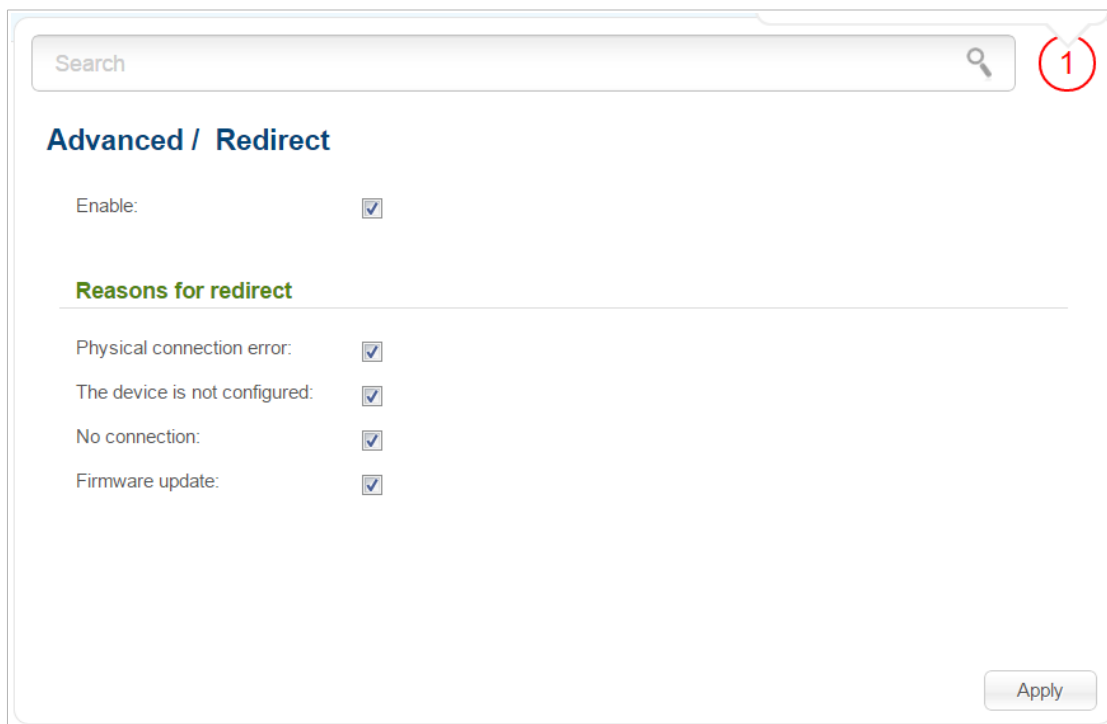 Search
1
Advanced / Redirect
Enable:
Reasons for redirect
Physical connection error:
The device is not configured:
No connection:
Firmware update:
Apply